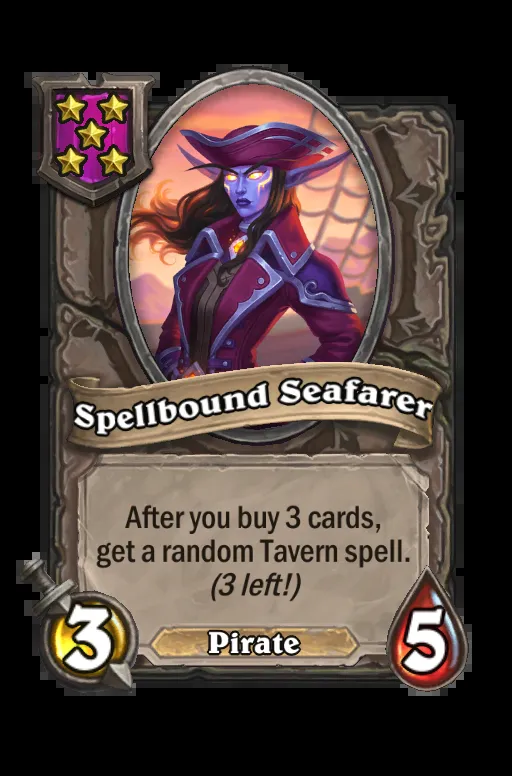 Spellbound Seafarer
After you buy 3 cards,
get a random Tavern spell.
(3 left!)
3
Pirate
5